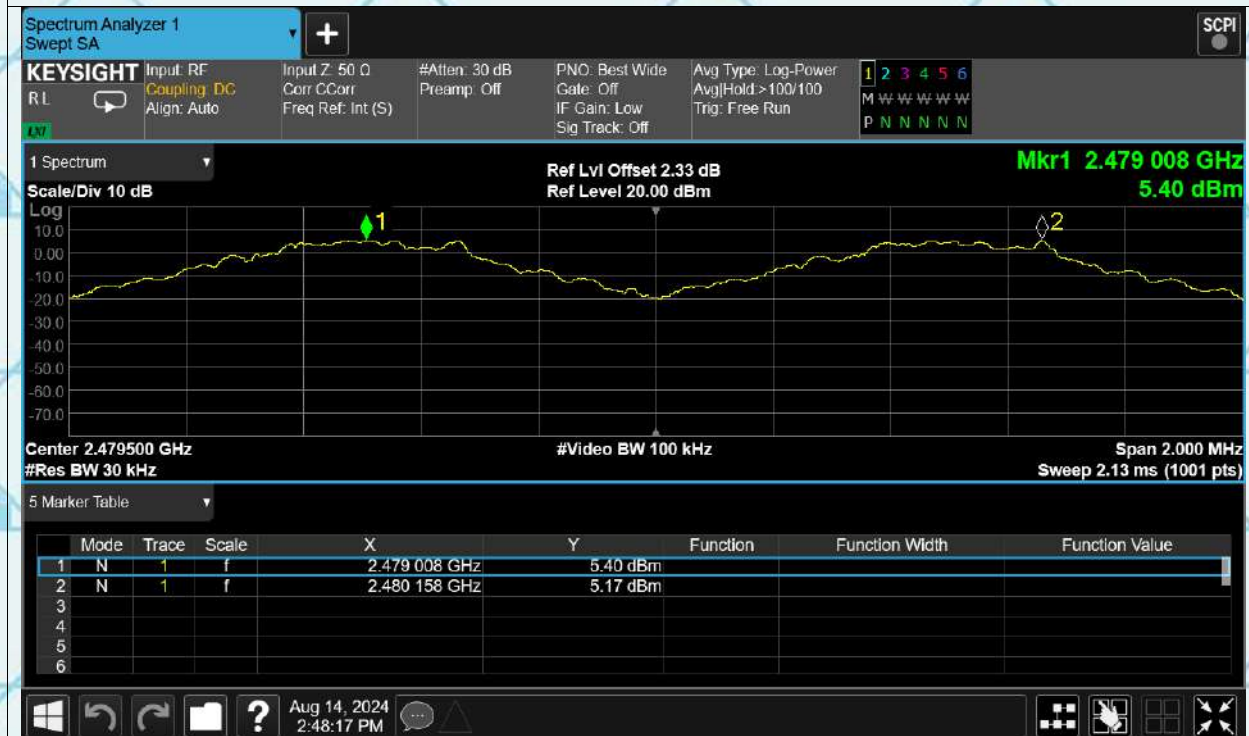 Spectrum Analyzer 1
Swept SA
+
SCPI
KEYSIGHT
RL
LXI
Input: RF
Coupling: DC
Align: Auto
Input Z: 50 Ω
Corr CCorr
Freq Ref: Int (S)
#Atten: 30 dB
Preamp: Off
PNO: Best Wide
Gate: Off
IF Gain: Low
Sig Track: Off
Avg Type: Log-Power
Avg|Hold:>100/100
Trig: Free Run
1 2 3 4 5 6
M W W W W W
P N N N N N
1 Spectrum
Scale/Div 10 dB
Ref Lvl Offset 2.33 dB
Ref Level 20.00 dBm
Mkr1 2.479 008 GHz
5.40 dBm
Log
10.0
0.00
-10.0
-20.0
-30.0
-40.0
-50.0
-60.0
-70.0
1
2
Center 2.479500 GHz
#Res BW 30 kHz
#Video BW 100 kHz
Span 2.000 MHz
Sweep 2.13 ms (1001 pts)
5 Marker Table
Mode Trace Scale X Y Function Function Width Function Value
1 N 1 f 2.479 008 GHz 5.40 dBm
2 N 1 f 2.480 158 GHz 5.17 dBm
3
4
5
6
?
Aug 14, 2024
2:48:17 PM